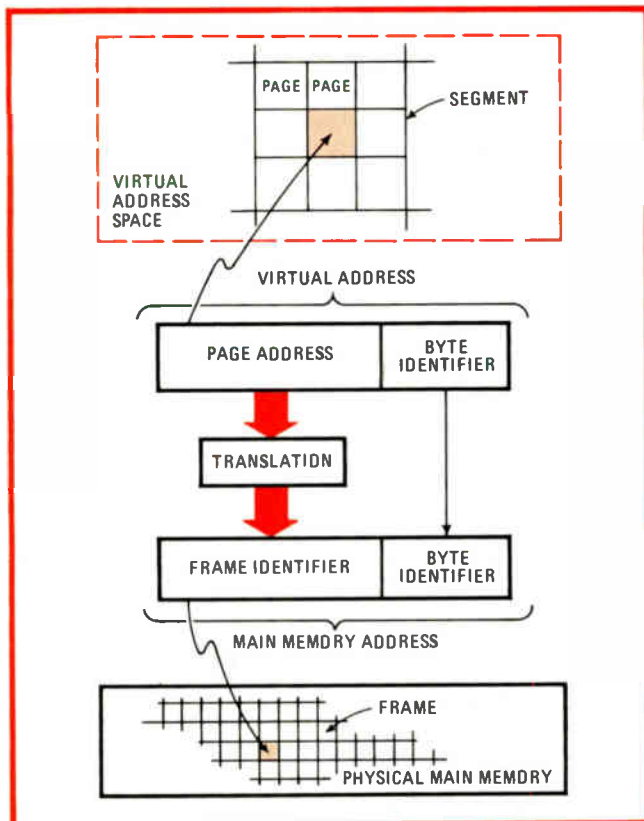 PAGE PAGE
SEGMENT
VIRTUAL
ADDRESS
SPACE
VIRTUAL ADDRESS
PAGE ADDRESS
BYTE
IDENTIFIER
TRANSLATION
FRAME IDENTIFIER
BYTE
IDENTIFIER
MAIN MEMDRY ADDRESS
FRAME
PHYSICAL MAIN MEMORY